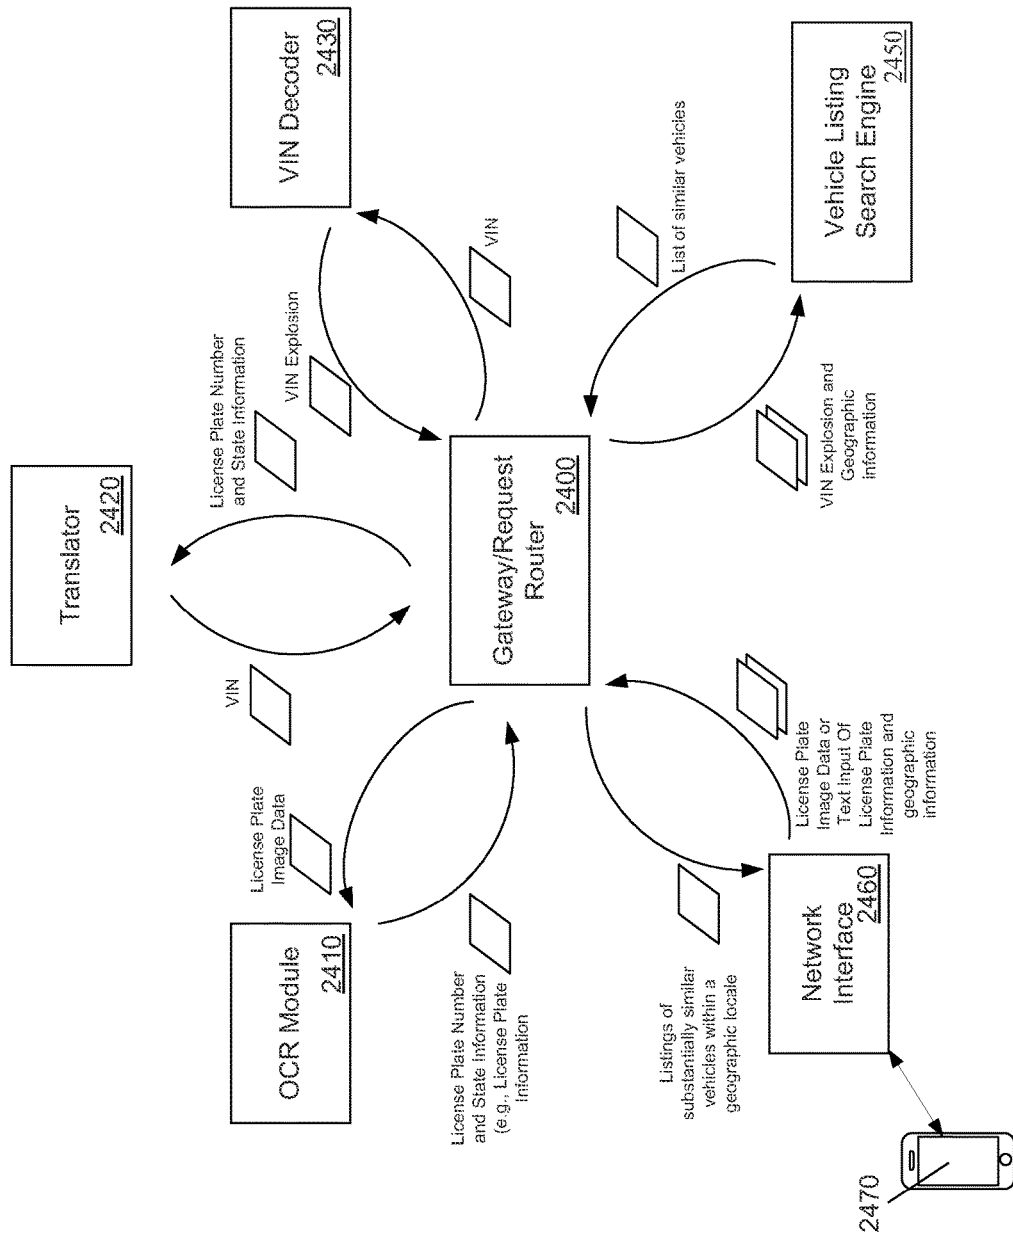 Translator
2420
VIN Decoder
2430
OCR Module
2410
Gateway/Request
Router
2400
Vehicle Listing
Search Engine
2450
Network
Interface
2460
2470
License Plate
Image Data
License Plate Number
and State Information
(e.g., License Plate
Information
VIN
License Plate Number
and State Information
VIN Explosion
VIN
List of similar vehicles
VIN Explosion and
Geographic
information
License Plate
Image Data or
Text Input Of
License Plate
Information and
geographic
information
Listings of
substantially similar
vehicles within a
geographic locale